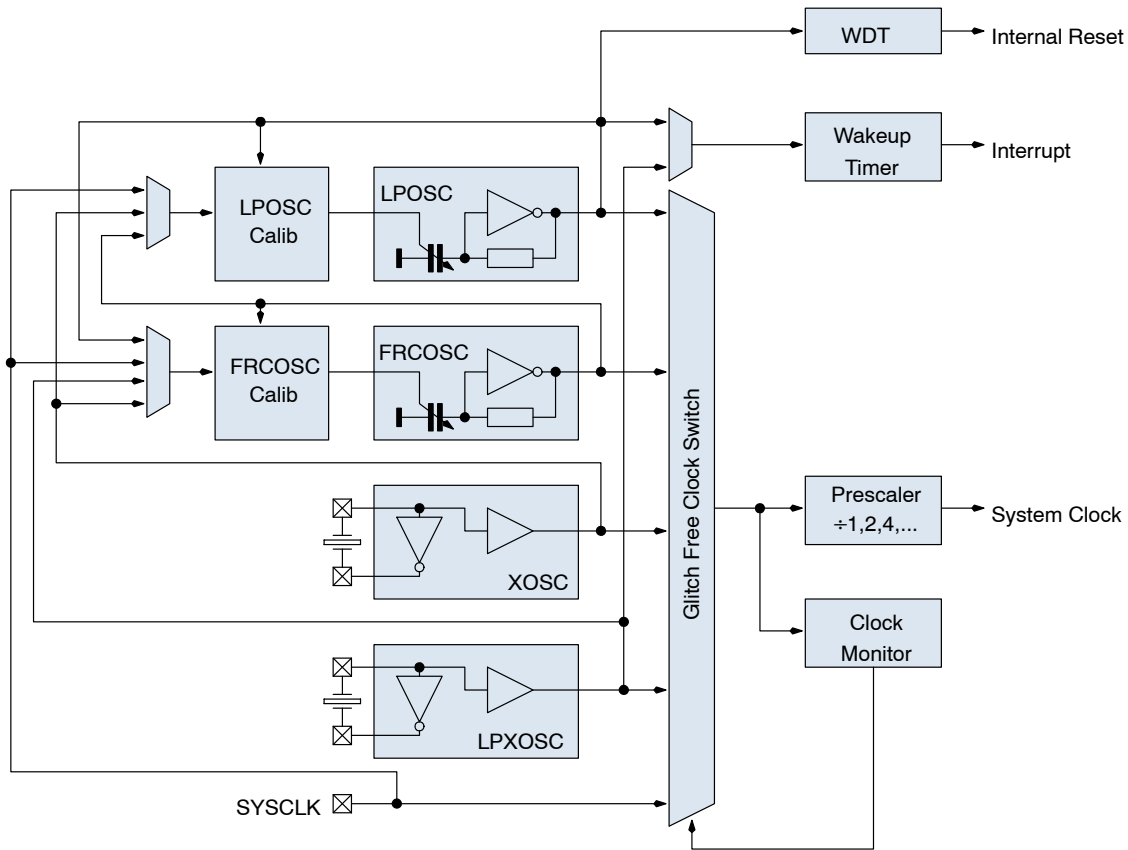 WDT
Internal Reset
Wakeup
Timer
Interrupt
LPOSC
Calib
LPOSC
FRCOSC
Calib
FRCOSC
Glitch Free Clock Switch
Prescaler
÷1,2,4,...
System Clock
XOSC
Clock
Monitor
LPXOSC
SYSCLK